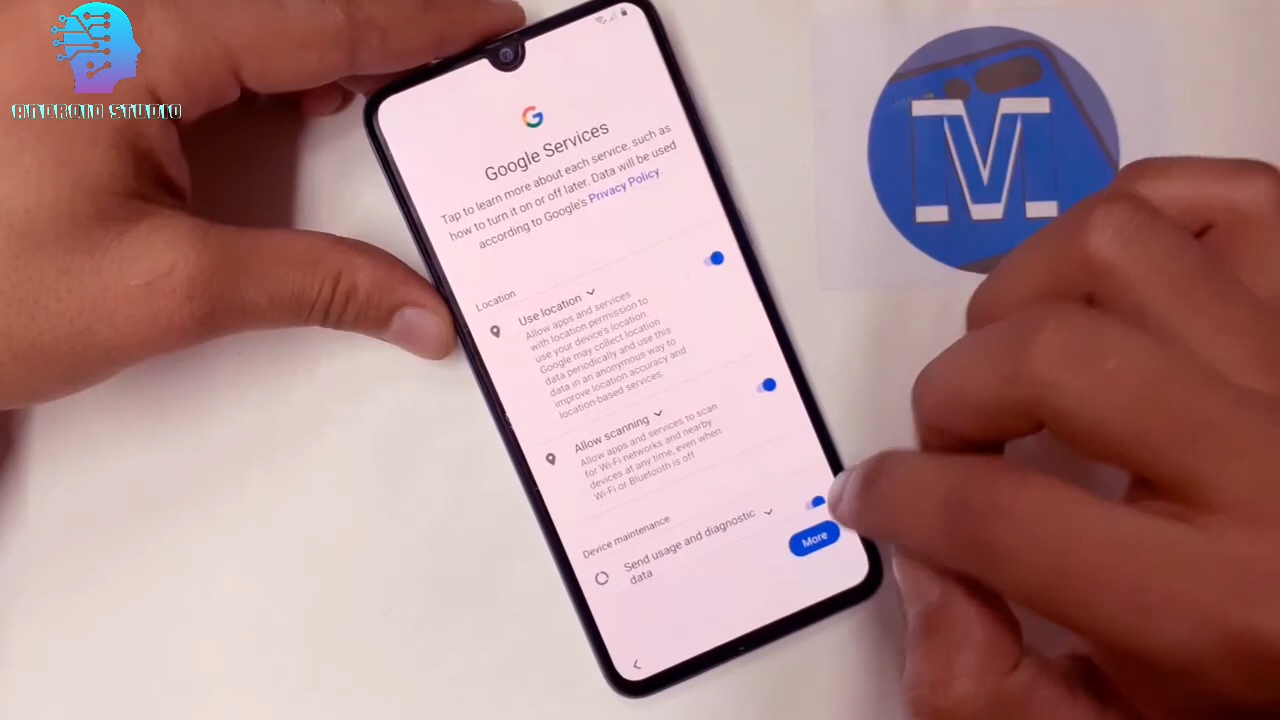 ANDROID STUDIO
M
G
Google Services
Tap to learn more about each service, such as
how to turn it on or off later. Data will be used
according to Google's Privacy Policy.
Location
Use location
Allow apps and services
with location permission to
use your device's location.
Google may collect location
data periodically and use this
data in an anonymous way to
improve location accuracy and
location-based services.
Allow scanning
Allow apps and services to scan
for Wi-Fi networks and nearby
devices at any time, even when
Wi-Fi or Bluetooth is off.
Device maintenance
Send usage and diagnostic
data
More